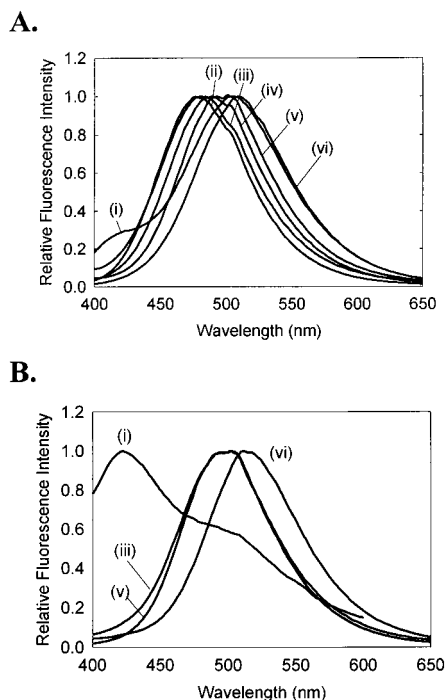 A.
Relative Fluorescence Intensity
1.2
1.0
0.8
0.6
0.4
0.2
0.0
(i)
(ii)
(iii)
(iv)
(v)
(vi)
400 450 500 550 600 650
Wavelength (nm)
B.
Relative Fluorescence Intensity
1.2
1.0
0.8
0.6
0.4
0.2
0.0
(i)
(vi)
(iii)
(v)
400 450 500 550 600 650
Wavelength (nm)